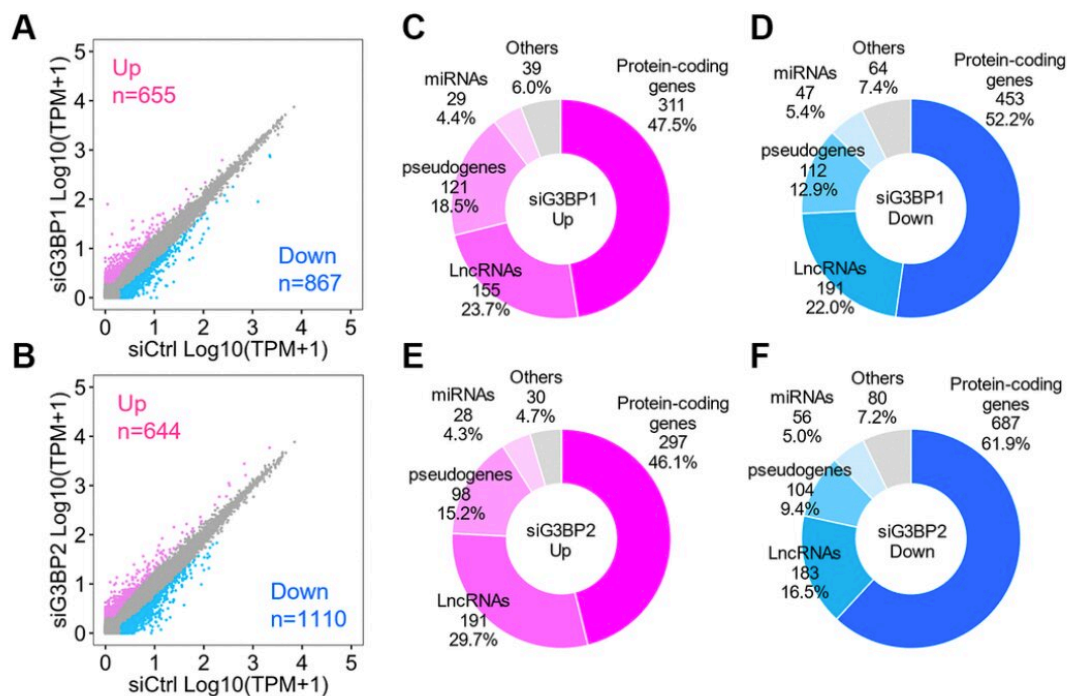 A
siG3BP1 Log10(TPM+1)
5
4
3
2
1
0
Up
n=655
Down
n=867
0 1 2 3 4 5
siCtrl Log10(TPM+1)
C
Others
39
6.0%
miRNAs
29
4.4%
Protein-coding
genes
311
47.5%
pseudogenes
121
18.5%
siG3BP1
Up
LncRNAs
155
23.7%
D
Others
64
7.4%
miRNAs
47
5.4%
Protein-coding
genes
453
52.2%
pseudogenes
112
12.9%
siG3BP1
Down
LncRNAs
191
22.0%
B
siG3BP2 Log10(TPM+1)
5
4
3
2
1
0
Up
n=644
Down
n=1110
0 1 2 3 4 5
siCtrl Log10(TPM+1)
E
Others
30
4.7%
miRNAs
28
4.3%
Protein-coding
genes
297
46.1%
pseudogenes
98
15.2%
siG3BP2
Up
LncRNAs
191
29.7%
F
Others
80
7.2%
miRNAs
56
5.0%
Protein-coding
genes
687
61.9%
pseudogenes
104
9.4%
siG3BP2
Down
LncRNAs
183
16.5%